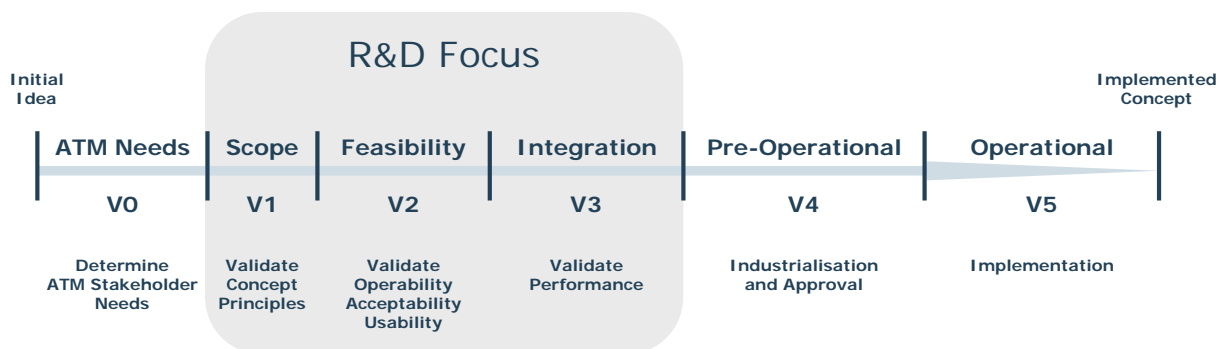 R&D Focus
Initial
Idea
Implemented
Concept
ATM Needs
Scope
Feasibility
Integration
Pre-Operational
Operational
V0
V1
V2
V3
V4
V5
Determine
ATM Stakeholder
Needs
Validate
Concept
Principles
Validate
Operability
Acceptability
Usability
Validate
Performance
Industrialisation
and Approval
Implementation